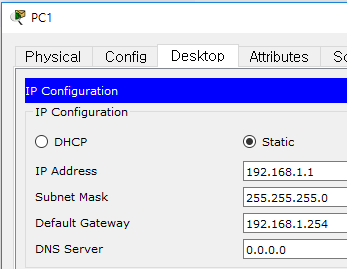 PC1
Physical Config Desktop Attributes
IP Configuration
IP Configuration
DHCP Static
IP Address 192.168.1.1
Subnet Mask 255.255.255.0
Default Gateway 192.168.1.254
DNS Server 0.0.0.0